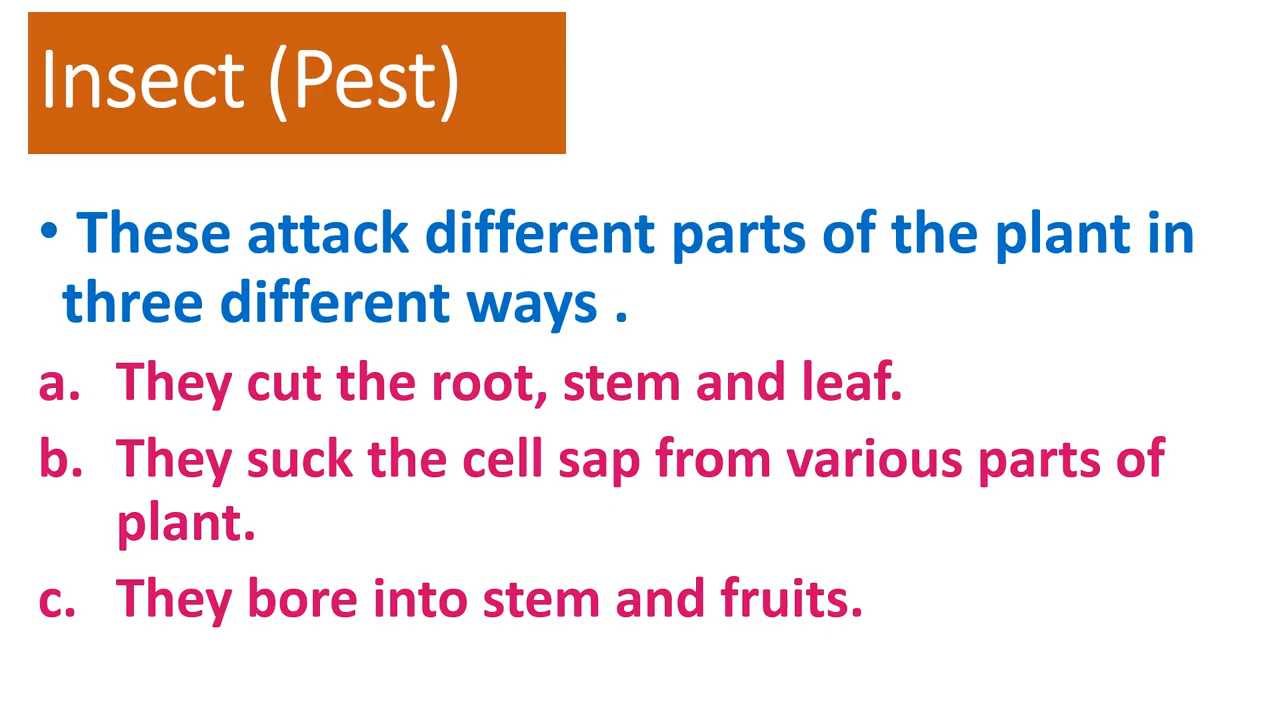 Insect (Pest)
• These attack different parts of the plant in
three different ways .
a. They cut the root, stem and leaf.
b. They suck the cell sap from various parts of
plant.
c. They bore into stem and fruits.